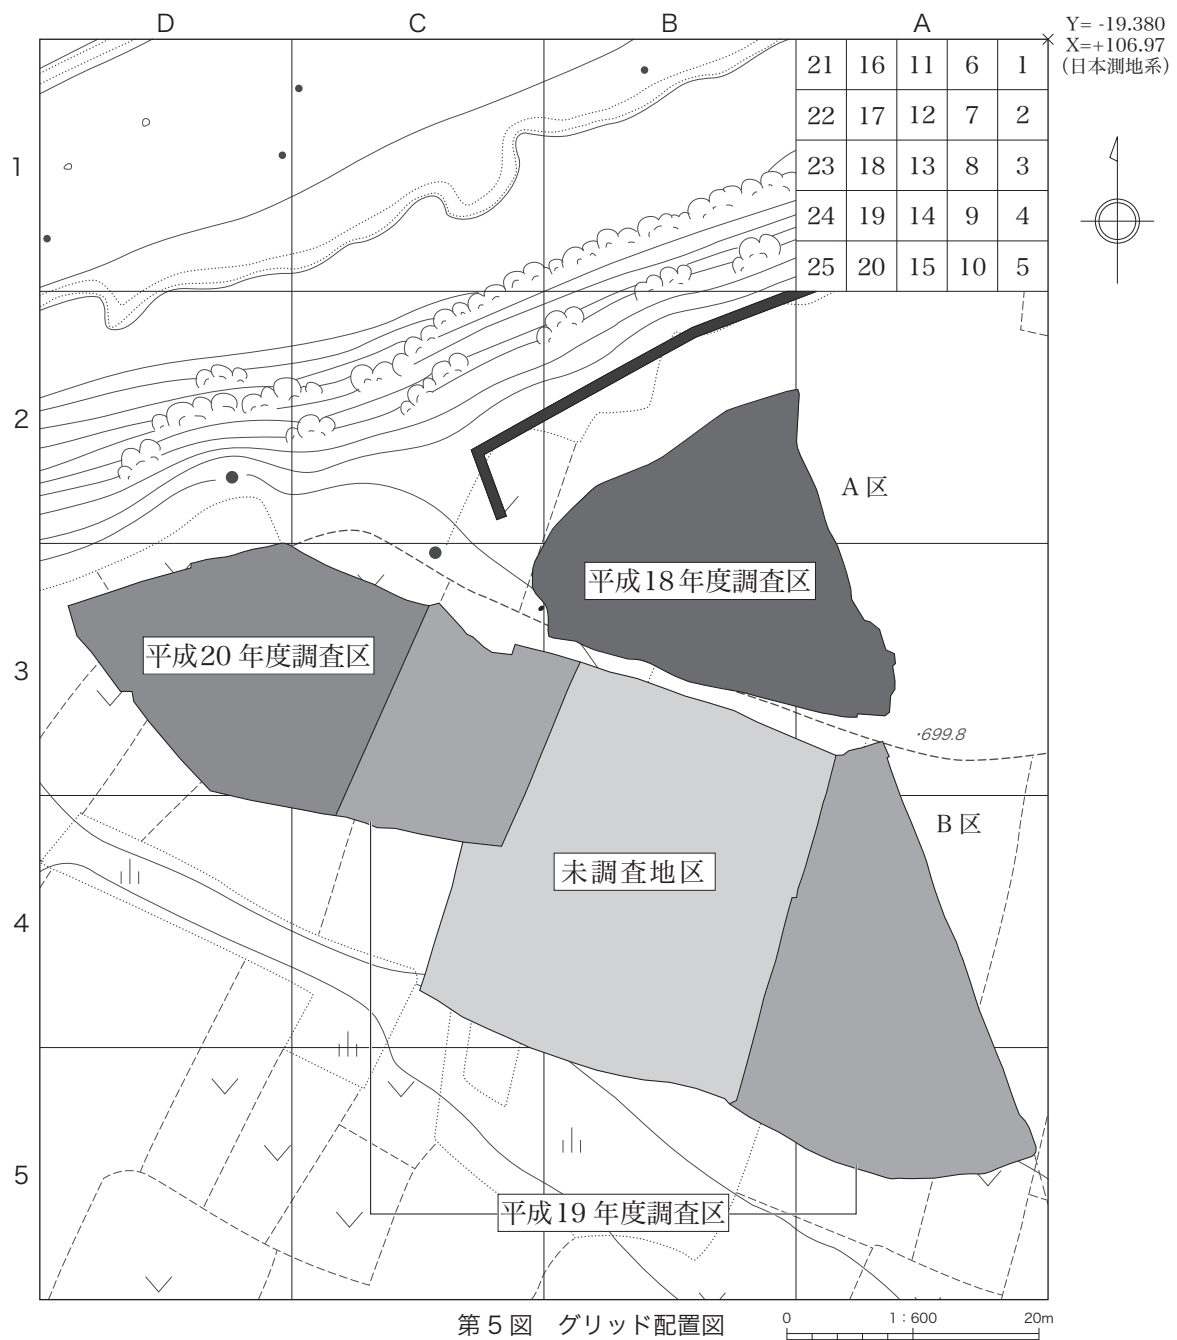 D C B A
Y= -19.380
X=+106.97
(日本測地系)
21 16 11 6 1
22 17 12 7 2
23 18 13 8 3
24 19 14 9 4
25 20 15 10 5
1
2
A 区
平成18 年度調査区
平成20 年度調査区
3
·699.8
B 区
未調査地区
4
5
平成19 年度調査区
第 5 図 グリッド配置図
0 1 : 600 20m